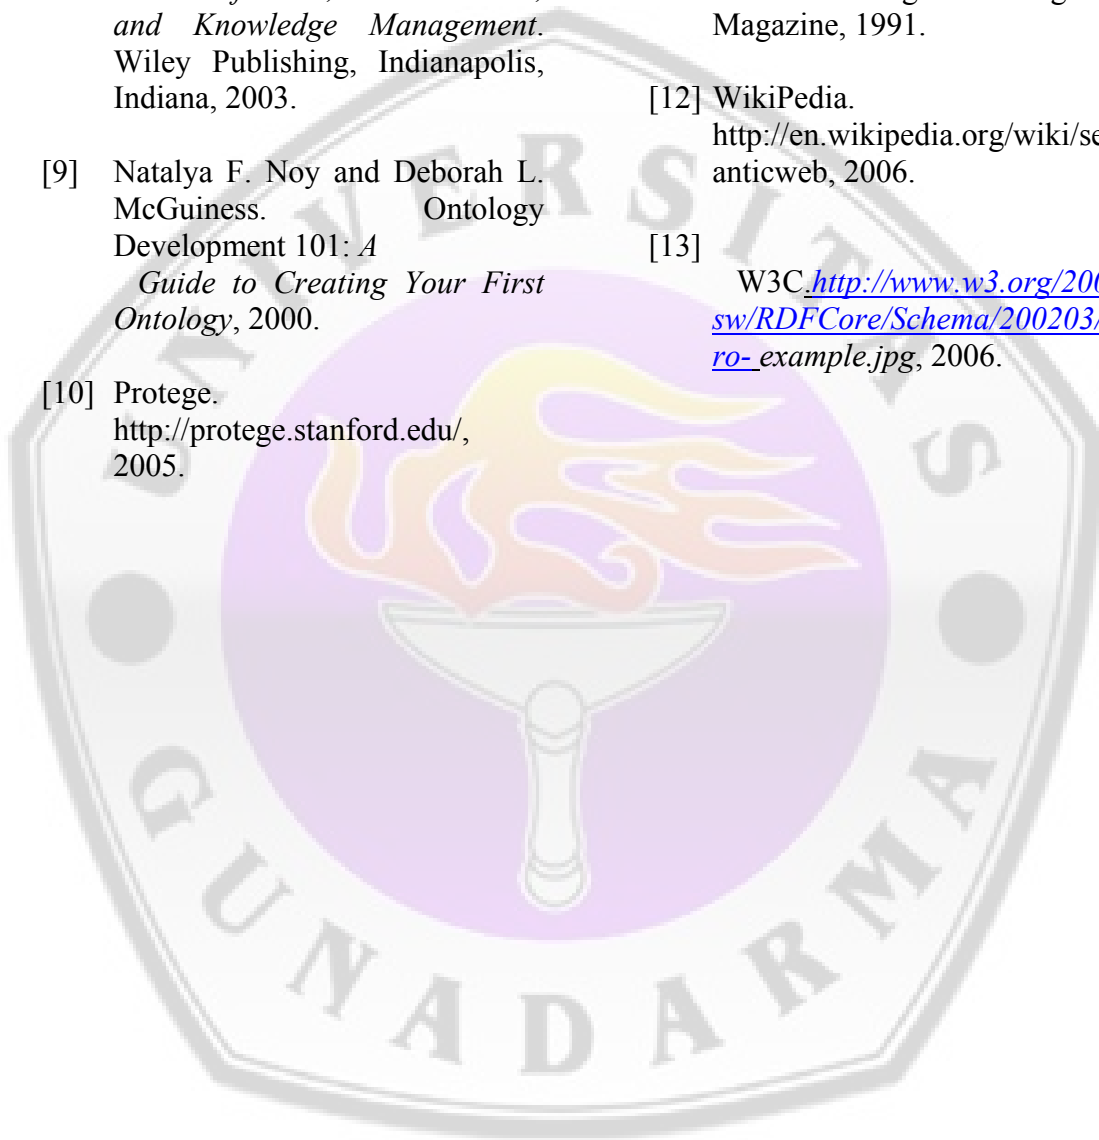 and Knowledge Management.
Wiley Publishing, Indianapolis,
Indiana, 2003.
[9] Natalya F. Noy and Deborah L.
McGuiness. Ontology
Development 101: A
Guide to Creating Your First
Ontology, 2000.
[10] Protege.
http://protege.stanford.edu/,
2005.
Magazine, 1991.
[12] WikiPedia.
http://en.wikipedia.org/wiki/se
anticweb, 2006.
[13]
W3C.http://www.w3.org/200
sw/RDFCore/Schema/200203/
ro- example.jpg, 2006.
UNIVERSITAS
GUNADARMA